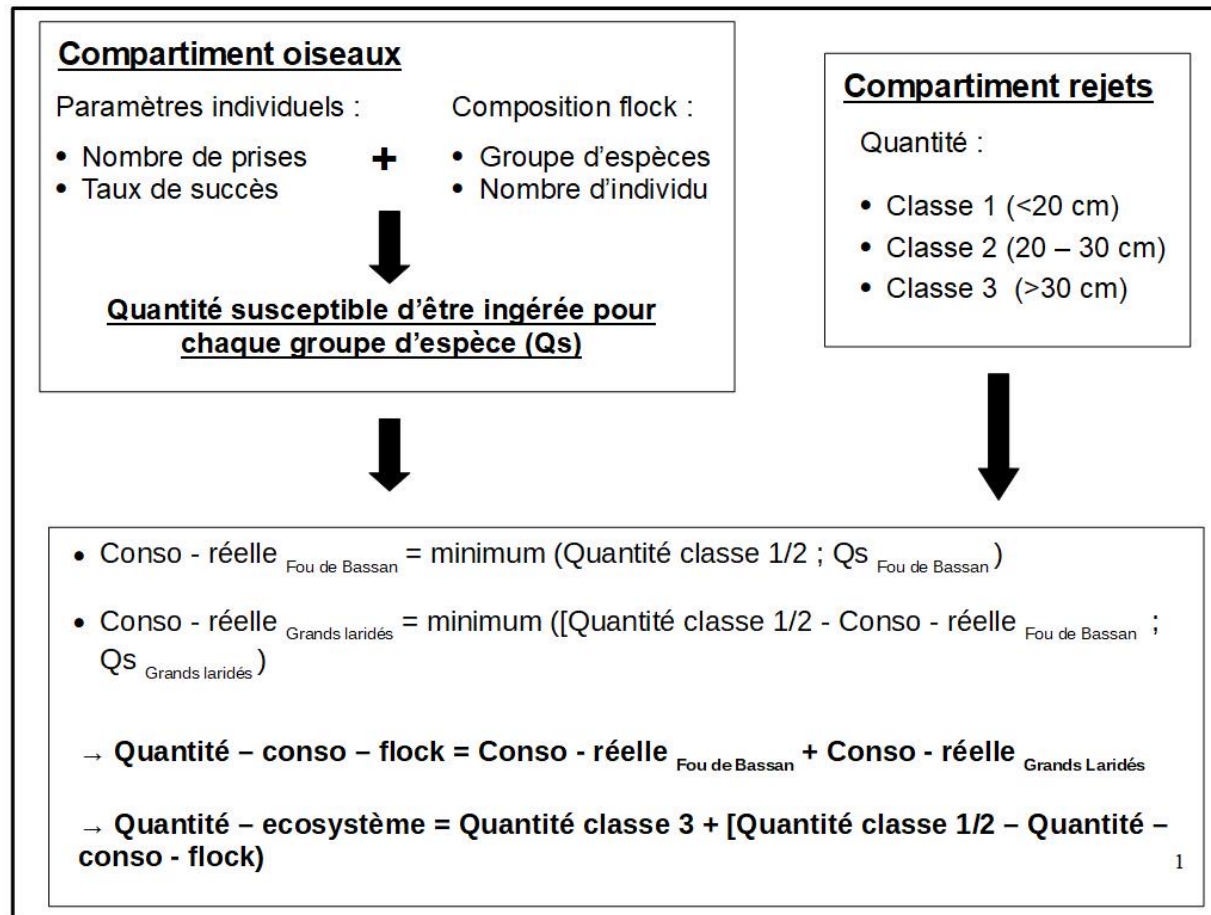 Compartiment oiseaux
Paramètres individuels :
• Nombre de prises
• Taux de succès
+
Composition flock :
• Groupe d'espèces
• Nombre d'individu
Quantité susceptible d'être ingérée pour
chaque groupe d'espèce (Qs)
Compartiment rejets
Quantité :
• Classe 1 (<20 cm)
• Classe 2 (20 – 30 cm)
• Classe 3 (>30 cm)
• Conso - réelle Fou de Bassan = minimum (Quantité classe 1/2 ; Qs Fou de Bassan)
• Conso - réelle Grands laridés = minimum ([Quantité classe 1/2 - Conso - réelle Fou de Bassan ;
Qs Grands laridés)
→ Quantité – conso – flock = Conso - réelle Fou de Bassan + Conso - réelle Grands Laridés
→ Quantité – ecosystème = Quantité classe 3 + [Quantité classe 1/2 – Quantité –
conso - flock)
1